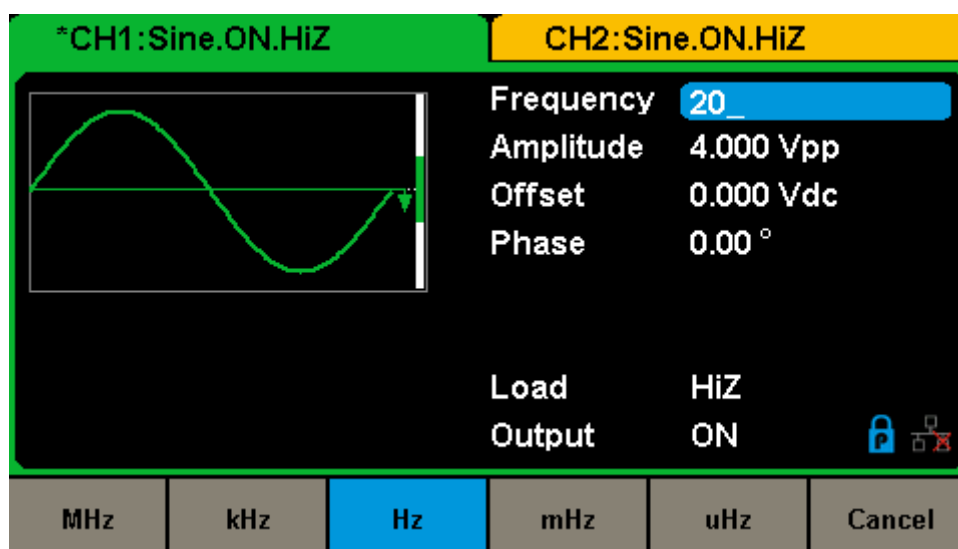 *CH1:Sine.ON.HiZ CH2:Sine.ON.HiZ
Frequency 20_
Amplitude 4.000 Vpp
Offset 0.000 Vdc
Phase 0.00 °
Load HiZ
Output ON P
MHz kHz Hz mHz uHz Cancel